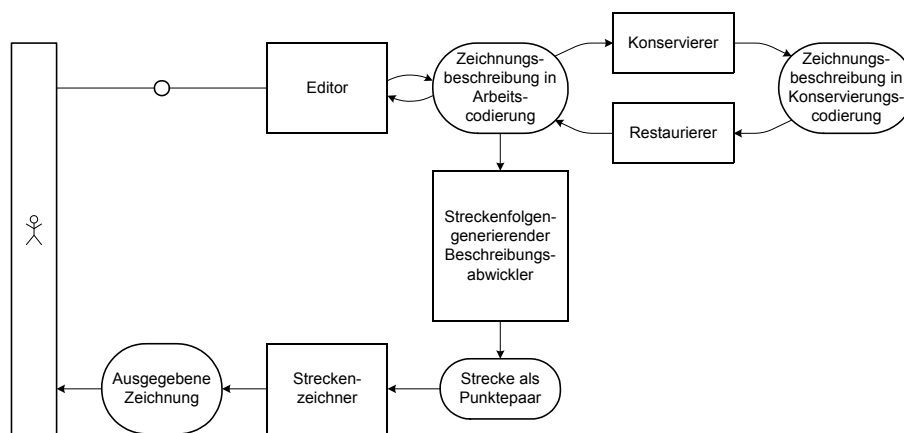 Editor
Zeichnungs-
beschreibung in
Arbeits-
codierung
Konservierer
Restaurierer
Zeichnungs-
beschreibung in
Konservierungs-
codierung
Streckenfolgen-
generierender
Beschreibungs-
abwickler
Ausgegebene
Zeichnung
Strecken-
zeichner
Strecke als
Punktepaar